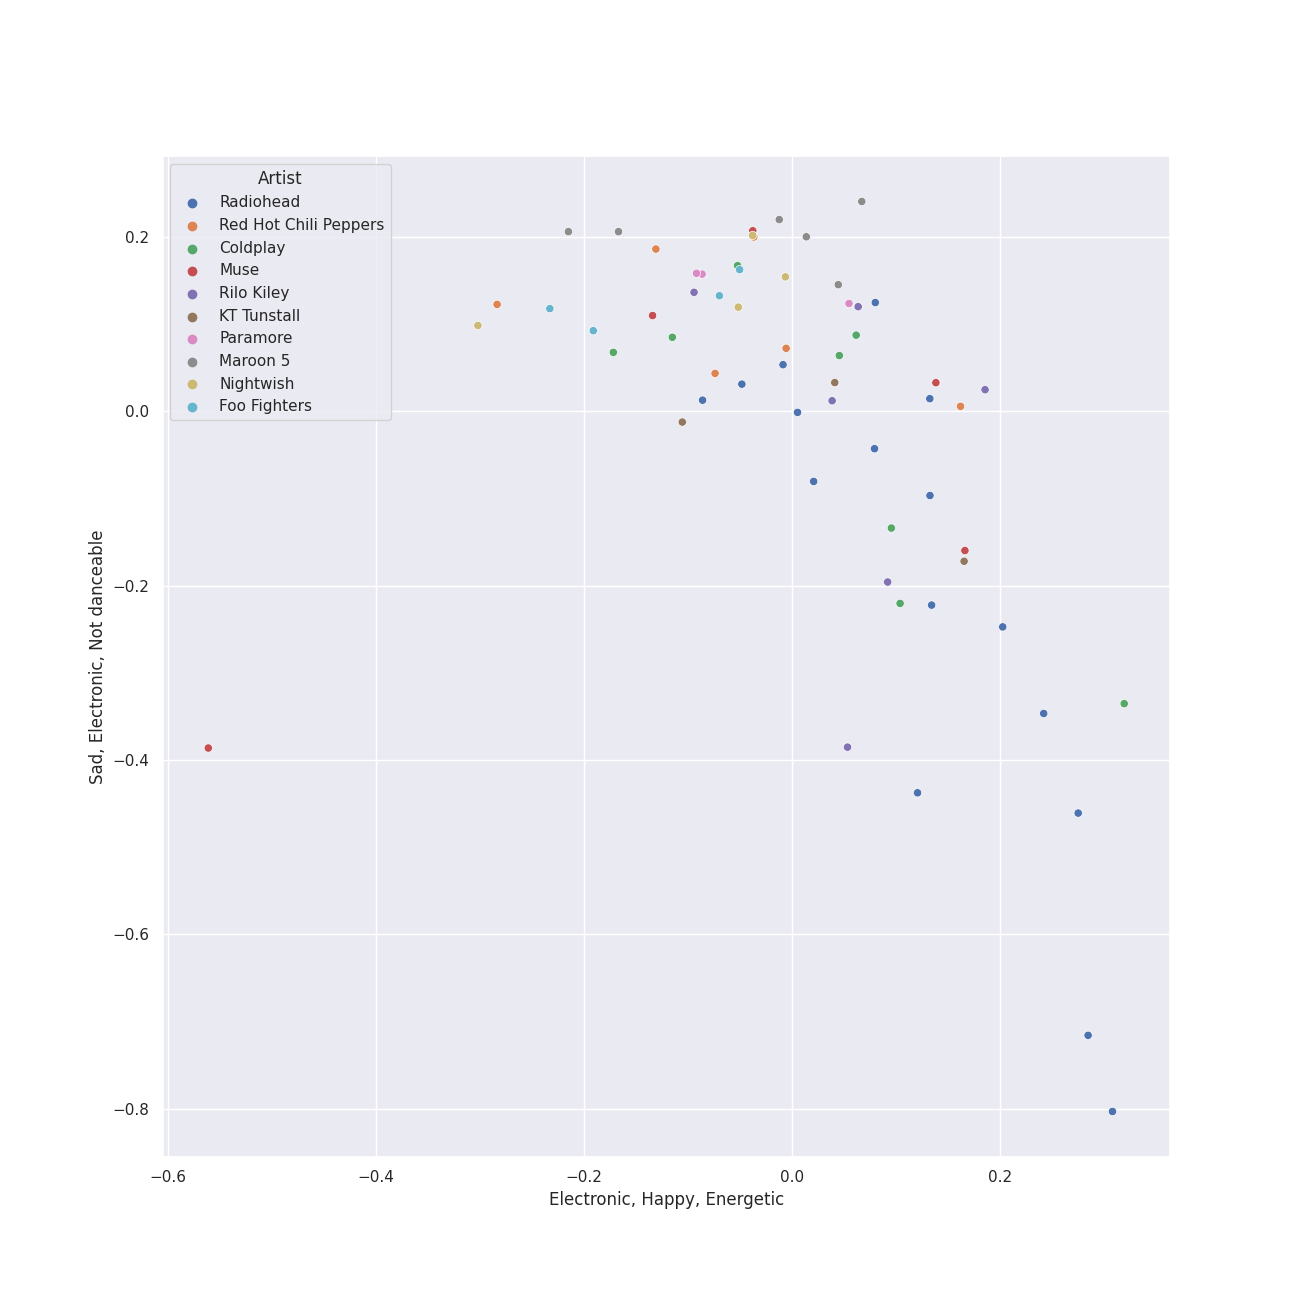 Artist
Radiohead
Red Hot Chili Peppers
Coldplay
Muse
Rilo Kiley
KT Tunstall
Paramore
Maroon 5
Nightwish
Foo Fighters
0.2
0.0
−0.2
−0.4
−0.6
−0.8
Sad, Electronic, Not danceable
−0.6 −0.4 −0.2 0.0 0.2
Electronic, Happy, Energetic